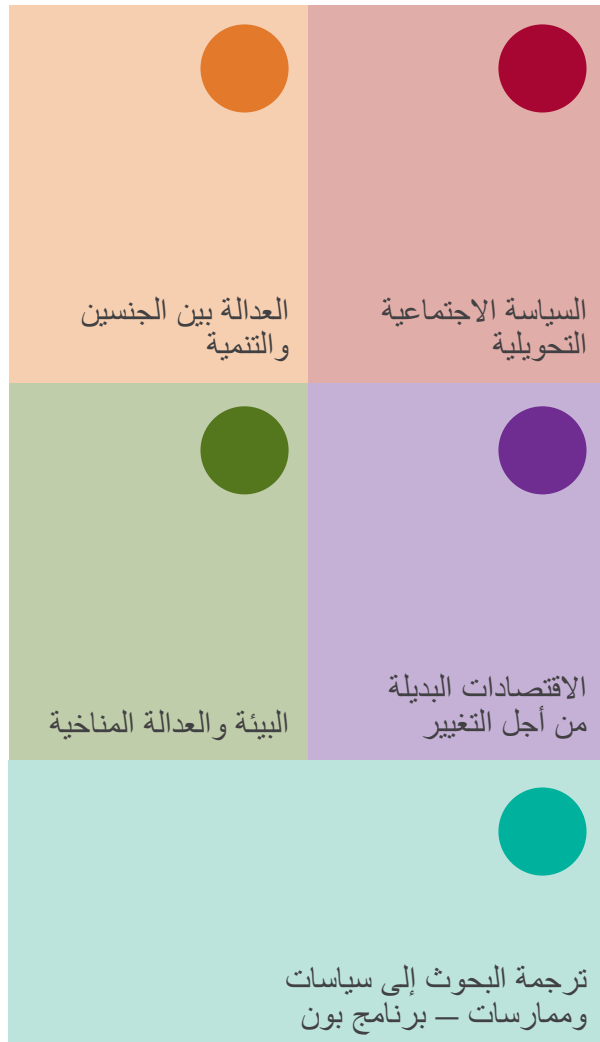 السياسة الاجتماعية
التحويلية
العدالة بين الجنسين
والتنمية
الاقتصادات البديلة
من أجل التغيير
البيئة والعدالة المناخية
ترجمة البحوث إلى سياسات
وممارسات — برنامج بون